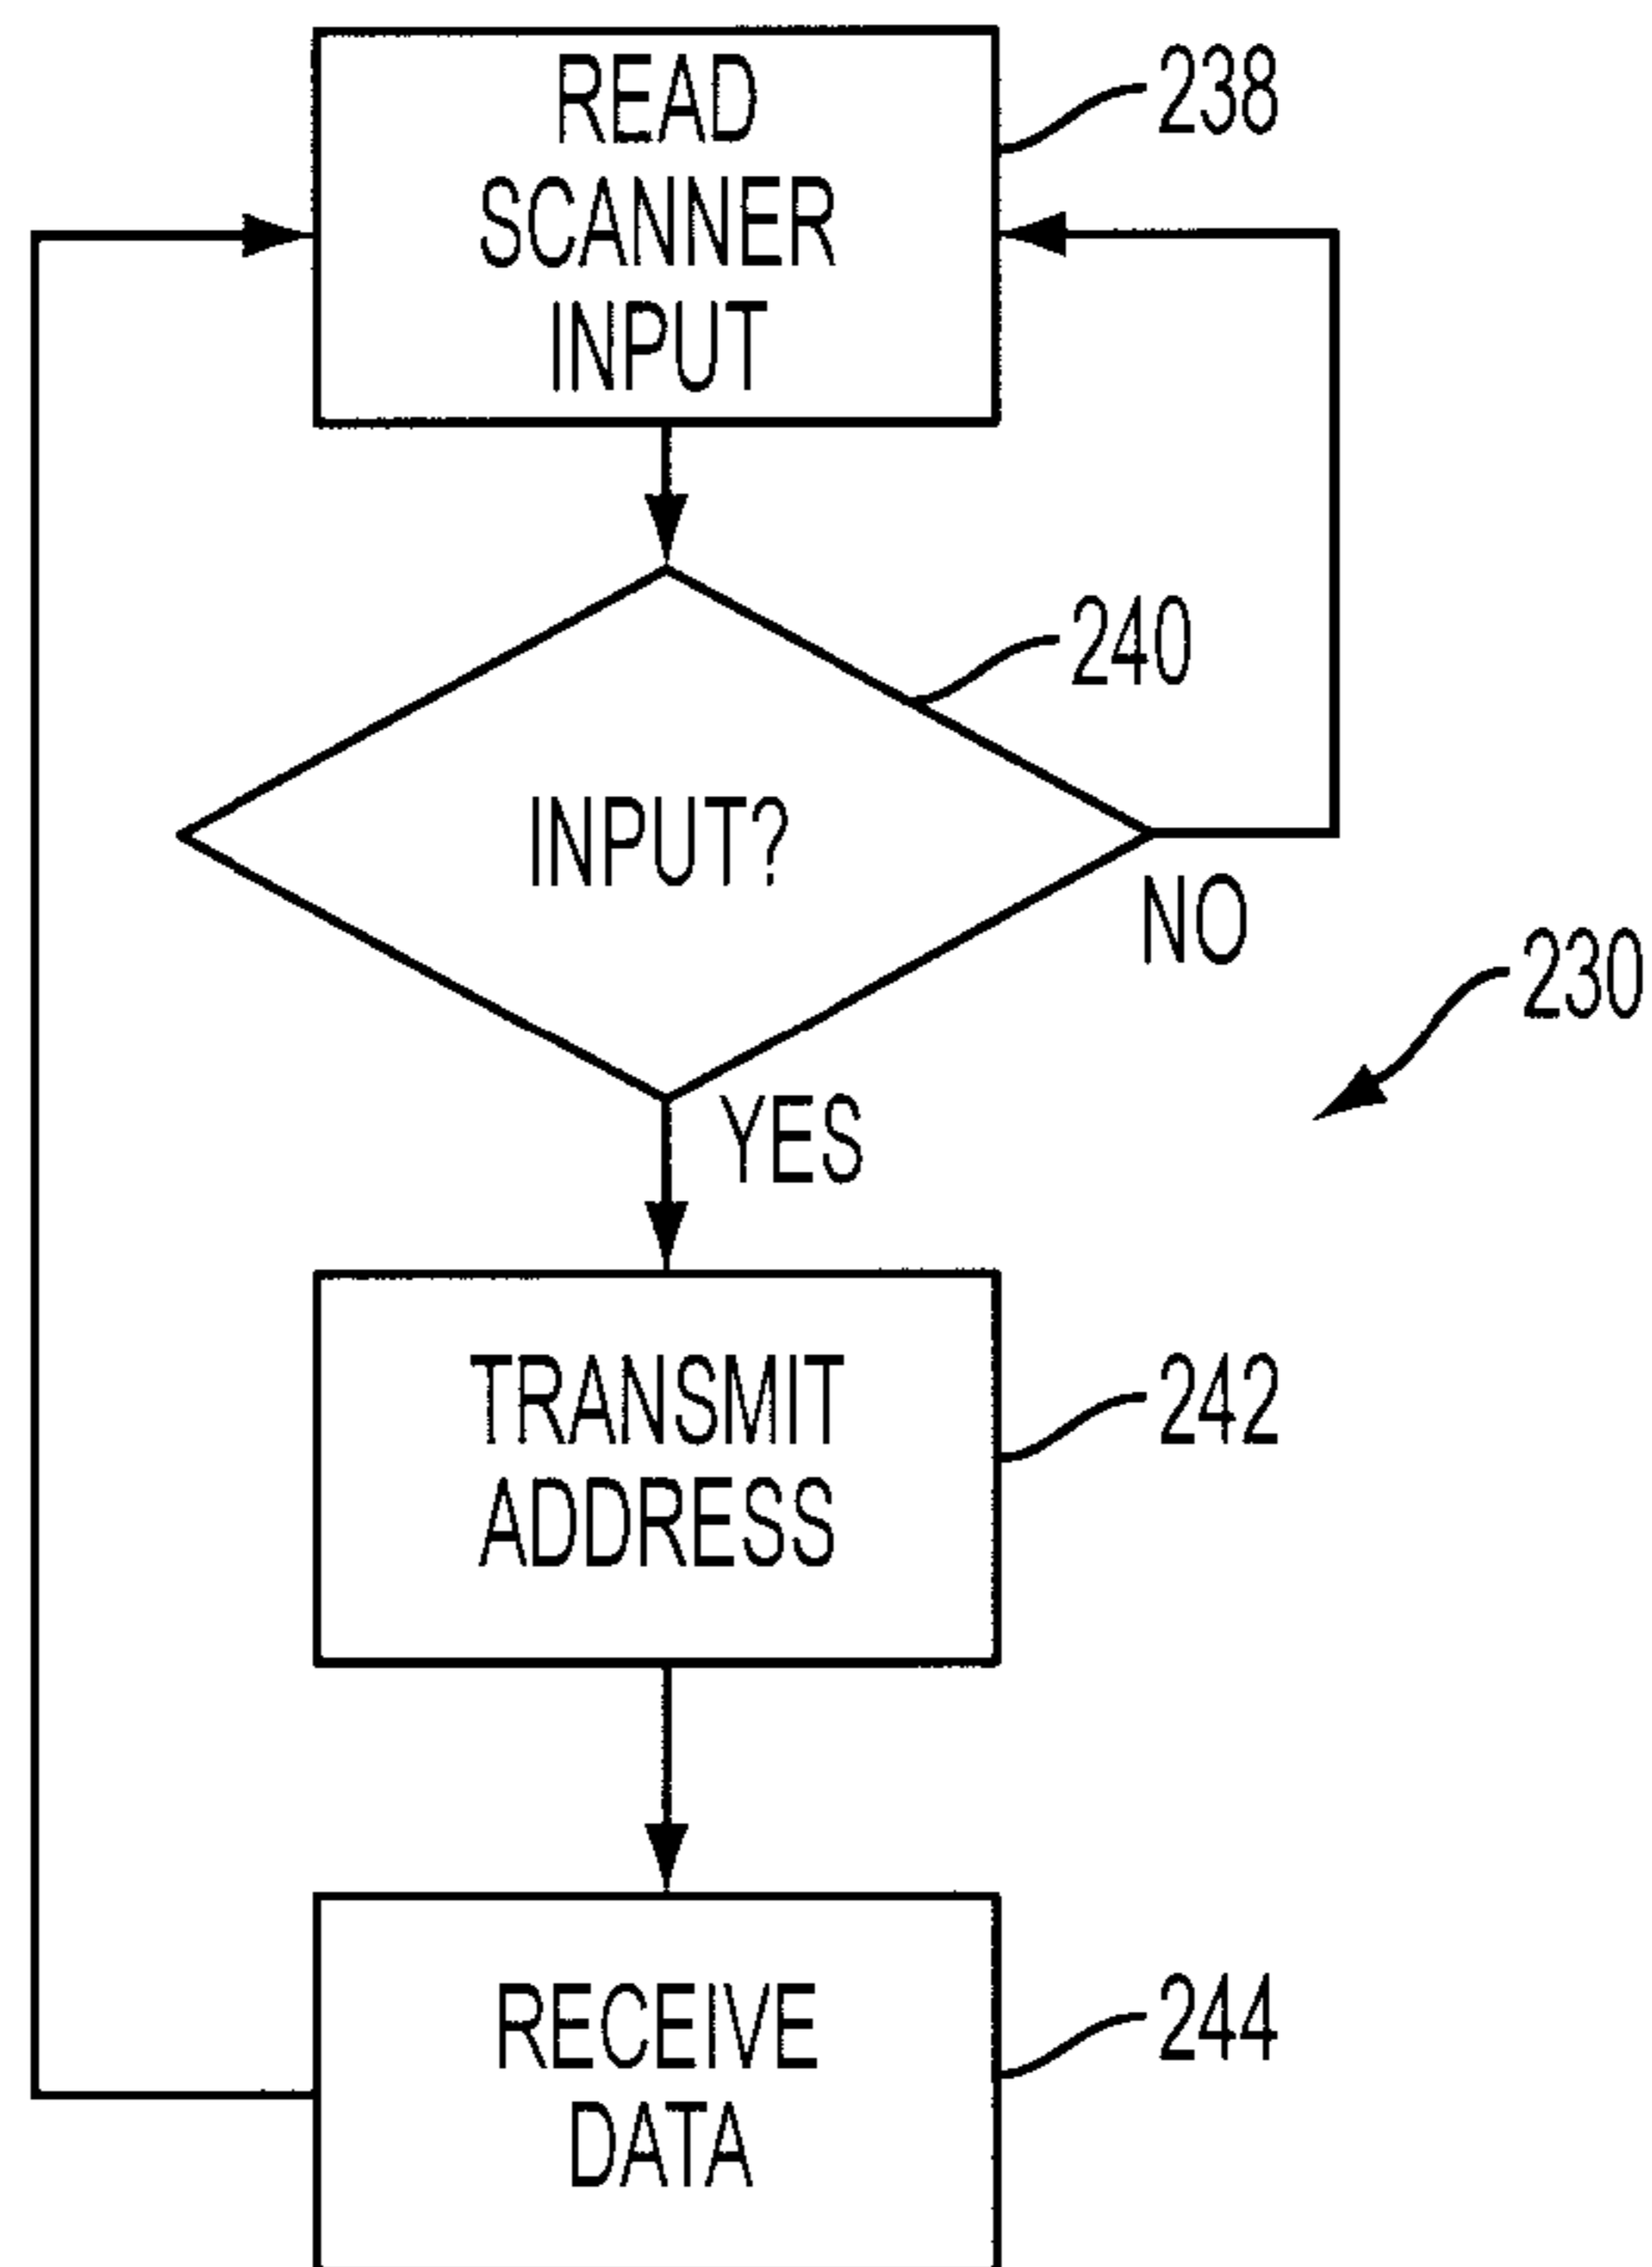 READ
SCANNER
INPUT
238
240
INPUT?
NO
230
YES
TRANSMIT
ADDRESS
242
RECEIVE
DATA
244